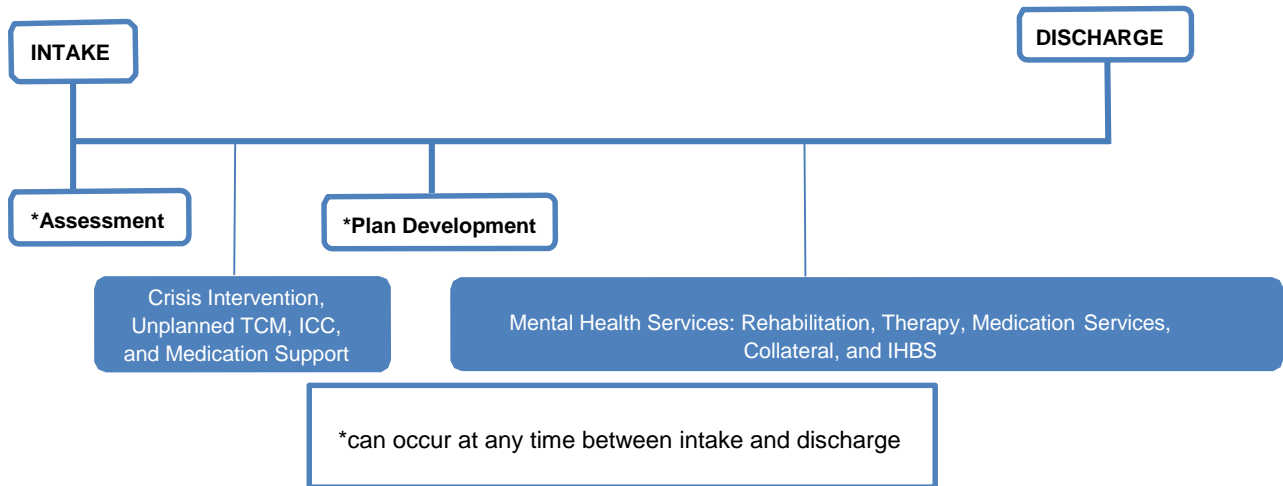 INTAKE
DISCHARGE
*Assessment
*Plan Development
Crisis Intervention,
Unplanned TCM, ICC,
and Medication Support
Mental Health Services: Rehabilitation, Therapy, Medication Services,
Collateral, and IHBS
*can occur at any time between intake and discharge